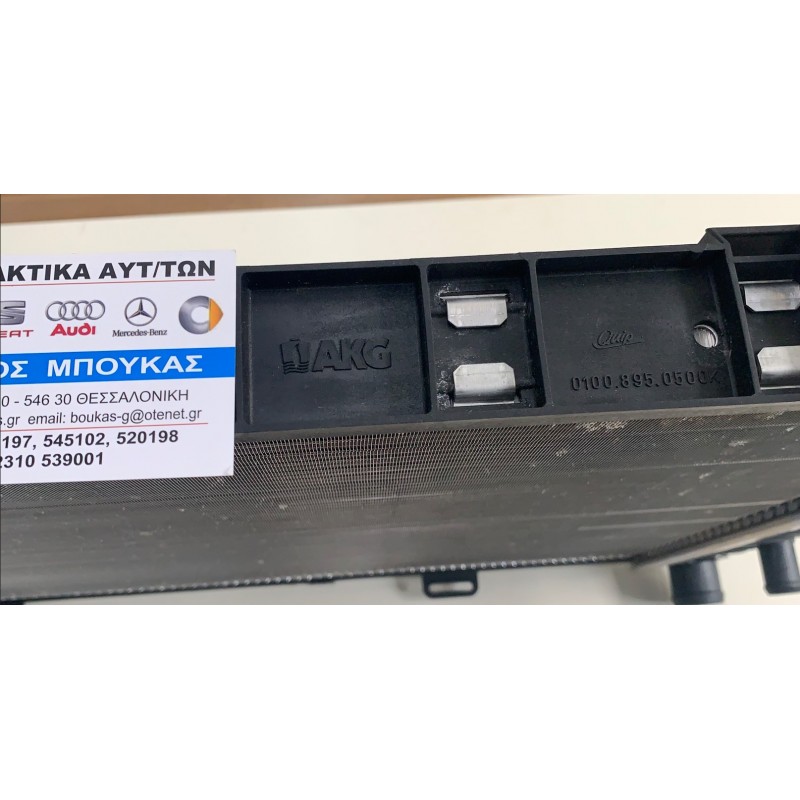 ΑΚΤΙΚΑ ΑΥΤ/ΤΩΝ
EAT
Audi
Mercedes-Benz
ΟΣ ΜΠΟΥΚΑΣ
0 - 546 30 ΘΕΣΣΑΛΟΝΙΚΗ
s.gr email: boukas-g@otenet.gr
197, 545102, 520198
2310 539001
AKG
0100.895.0500